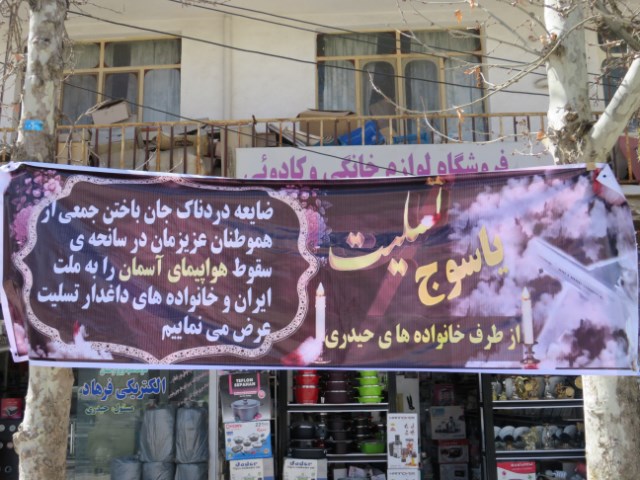 فروشگاه لوازم خانگی و کادوئی
تسلیت
یاسوج
از طرف خانواده های حیدری
ضایعه دردناک جان باختن جمعی از
هموطنان عزیزمان در سانحه ی
سقوط هواپیمای آسمان را به ملت
ایران و خانواده های داغدار تسلیت
عرض می نماییم
الکتریکی فرهاد